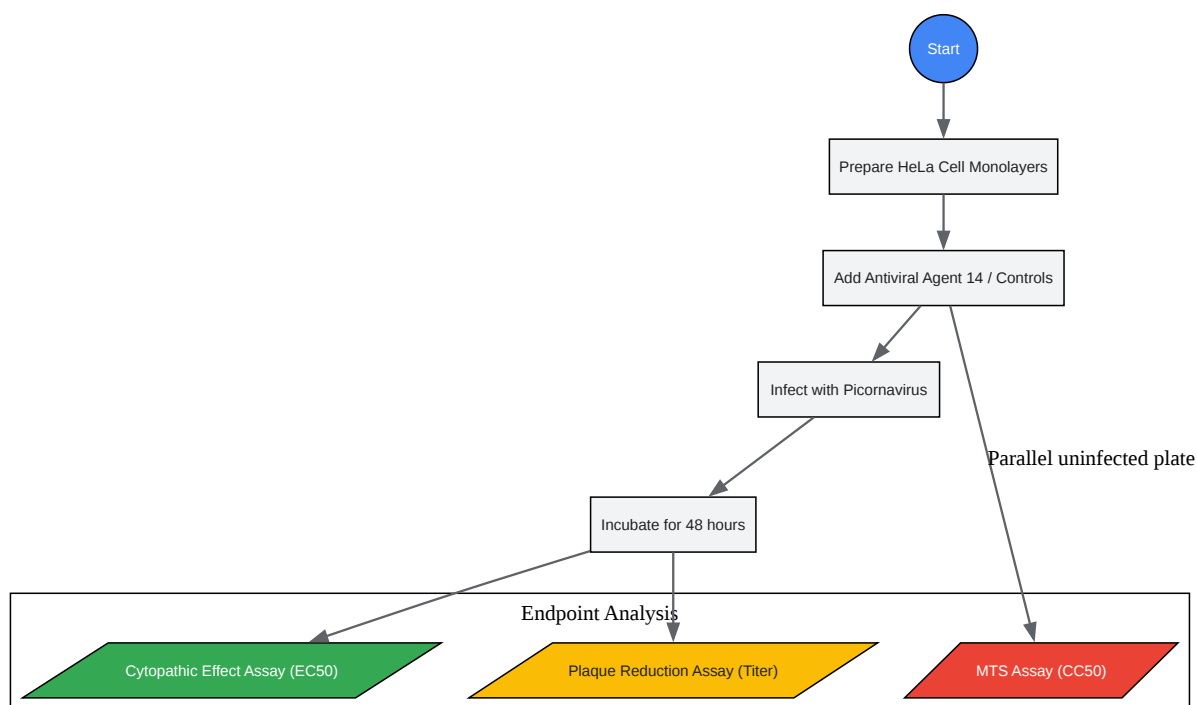 Start
Prepare HeLa Cell Monolayers
Add Antiviral Agent 14 / Controls
Infect with Picornavirus
Parallel uninfected plate
Incubate for 48 hours
Endpoint Analysis
Cytopathic Effect Assay (EC50)
Plaque Reduction Assay (Titer)
MTS Assay (CC50)